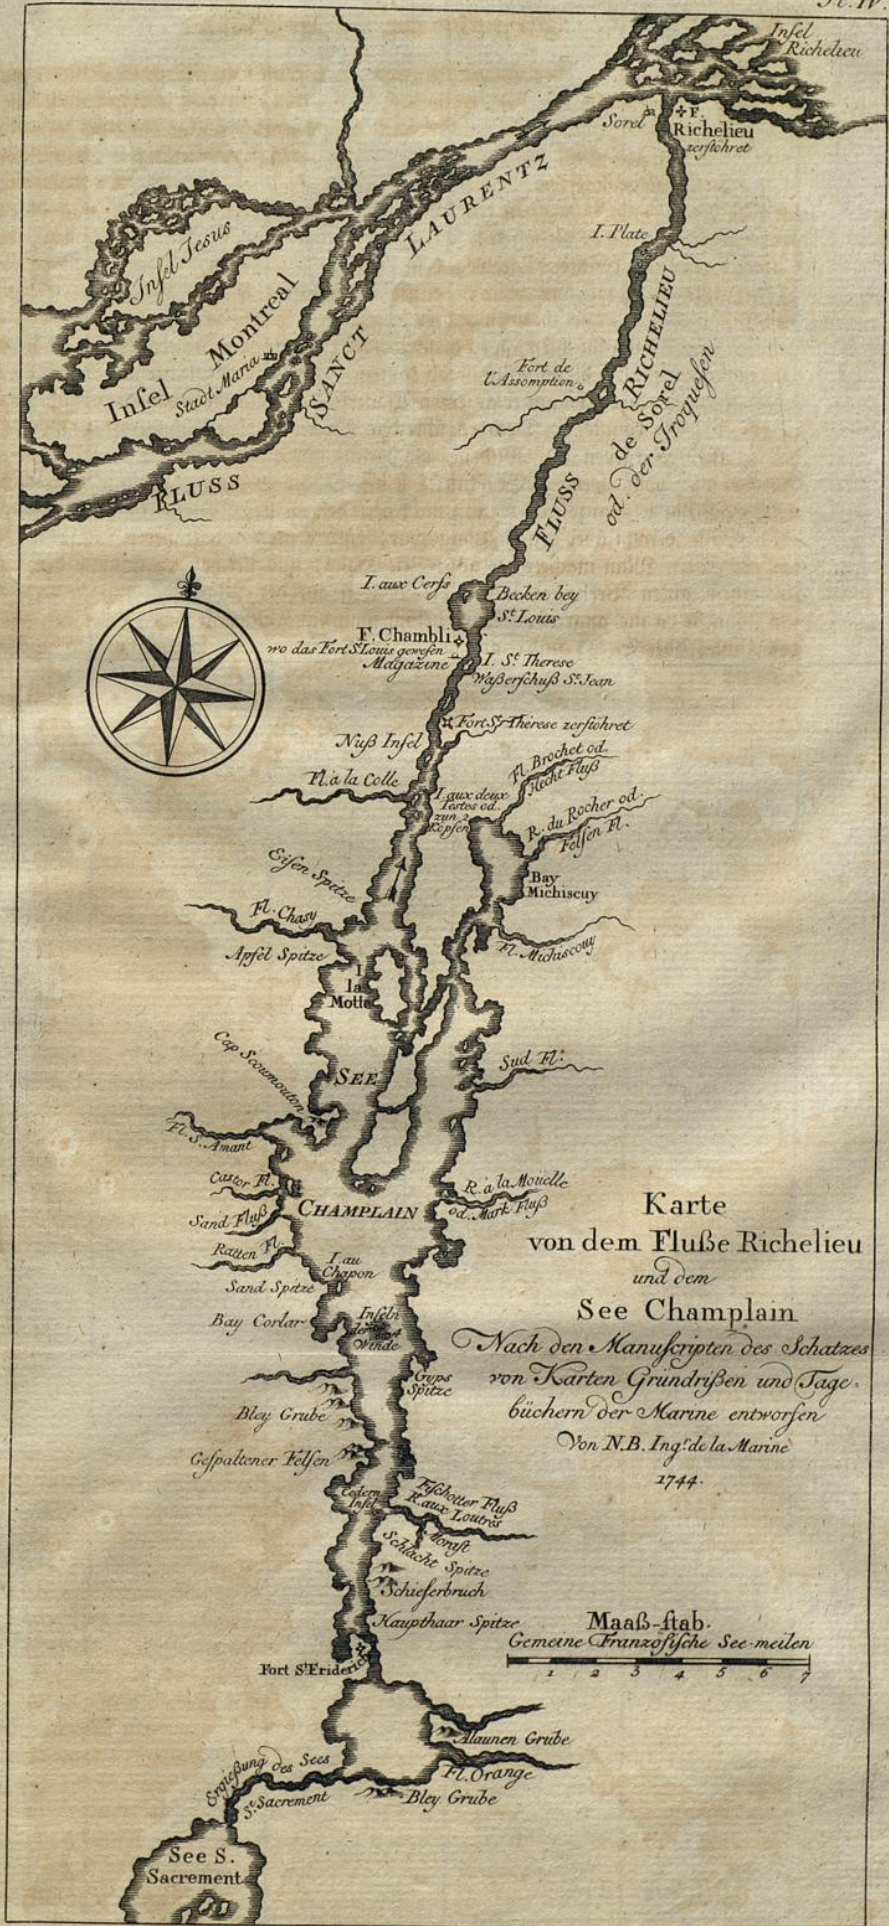 Insel
Richelieu
Sorel
F.
Richelieu
zerstöhret
I. Plate
SANCT
LAURENTZ
FLUSS
Insel Jesus
Insel Montreal
Stadt Maria
Fort de
l'Assomption
FLUSS
RICHELIEU
de Sorel
od. der Iroquesen
I. aux Cerfs
Becken bey
St. Louis
F. Chambli
wo das Fort St. Louis gewesen
Magazine
I. St. Therese
Waßerschuß St. Jean
Fort St. Therese zerstöhret
Nuß Insel
Fl. a la Colle
I. aux deux
Testes od.
zun 2
Köpfen
Fl. Brochet od.
Hecht Fluß
R. du Rocher od.
Felsen Fl.
Bay
Michiscuy
Fl. Michiscouy
Eisen Spitze
Fl. Chasy
Apfel Spitze
I.
la
Motte
Cap Scoumouton
SEE
Sud Fl.
Fl. S. Amant
Castor Fl.
R. a la Moüelle
od. Mark Fluß
CHAMPLAIN
Sand Fluß
Ratten Fl.
I. au
Chapon
Sand Spitze
Bay Corlar
Inseln
der 4
Winde
Gyps
Spitze
Bley Grube
Gespaltener Felsen
Cedern
Insel
Fischotter Fluß
R. aux Loutres
Morast
Schlacht Spitze
Schieferbruch
Haupthaar Spitze
Fort St. Friderich
Alaunen Grube
Fl. Orange
Bley Grube
Ergießung des Sees
St. Sacrement
See S.
Sacrement
Karte
von dem Fluße Richelieu
und dem
See Champlain
Nach den Manuscripten des Schatzes
von Karten Grundrißen und Tage-
büchern der Marine entworfen
Von N.B. Ingr. de la Marine
1744.
Maaß-stab.
Gemeine Französische See-meilen
1 2 3 4 5 6 7